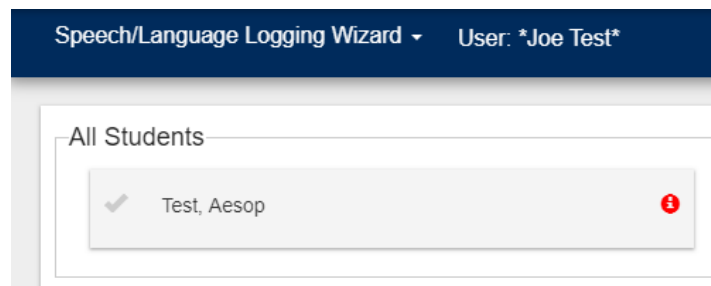 Speech/Language Logging Wizard User: *Joe Test*
All Students
Test, Aesop